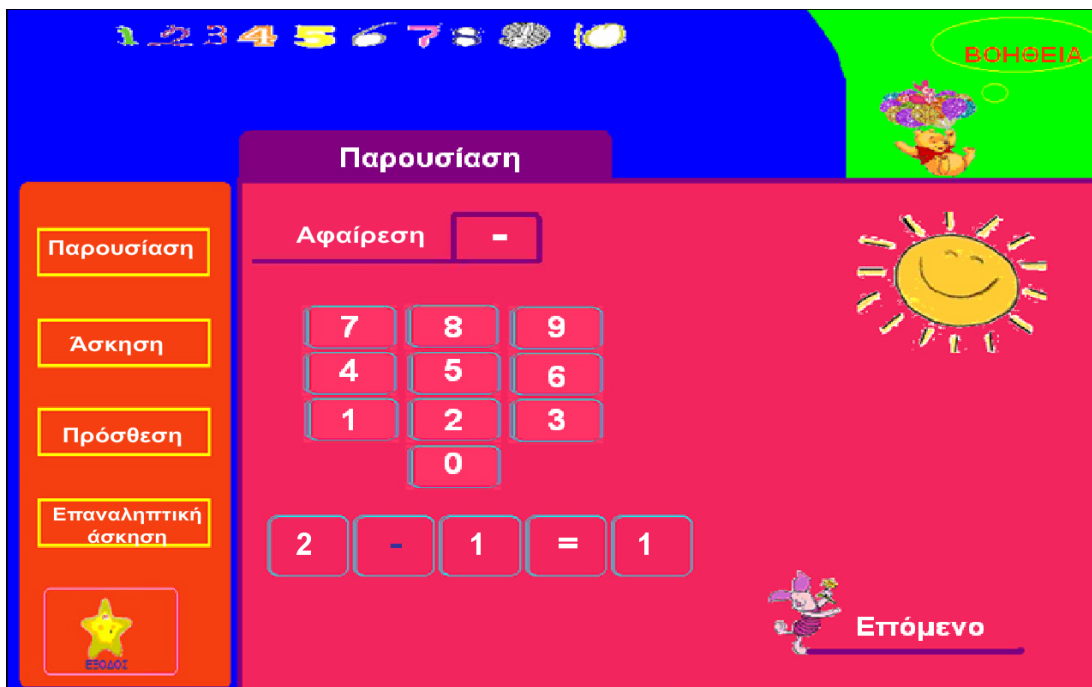 1 2 3 4 5 6 7 8 9 10
ΒΟΗΘΕΙΑ
Παρουσίαση
Παρουσίαση
Άσκηση
Πρόσθεση
Επαναληπτική
άσκηση
ΕΞΟΔΟΣ
Αφαίρεση -
7 8 9
4 5 6
1 2 3
0
2 - 1 = 1
Επόμενο